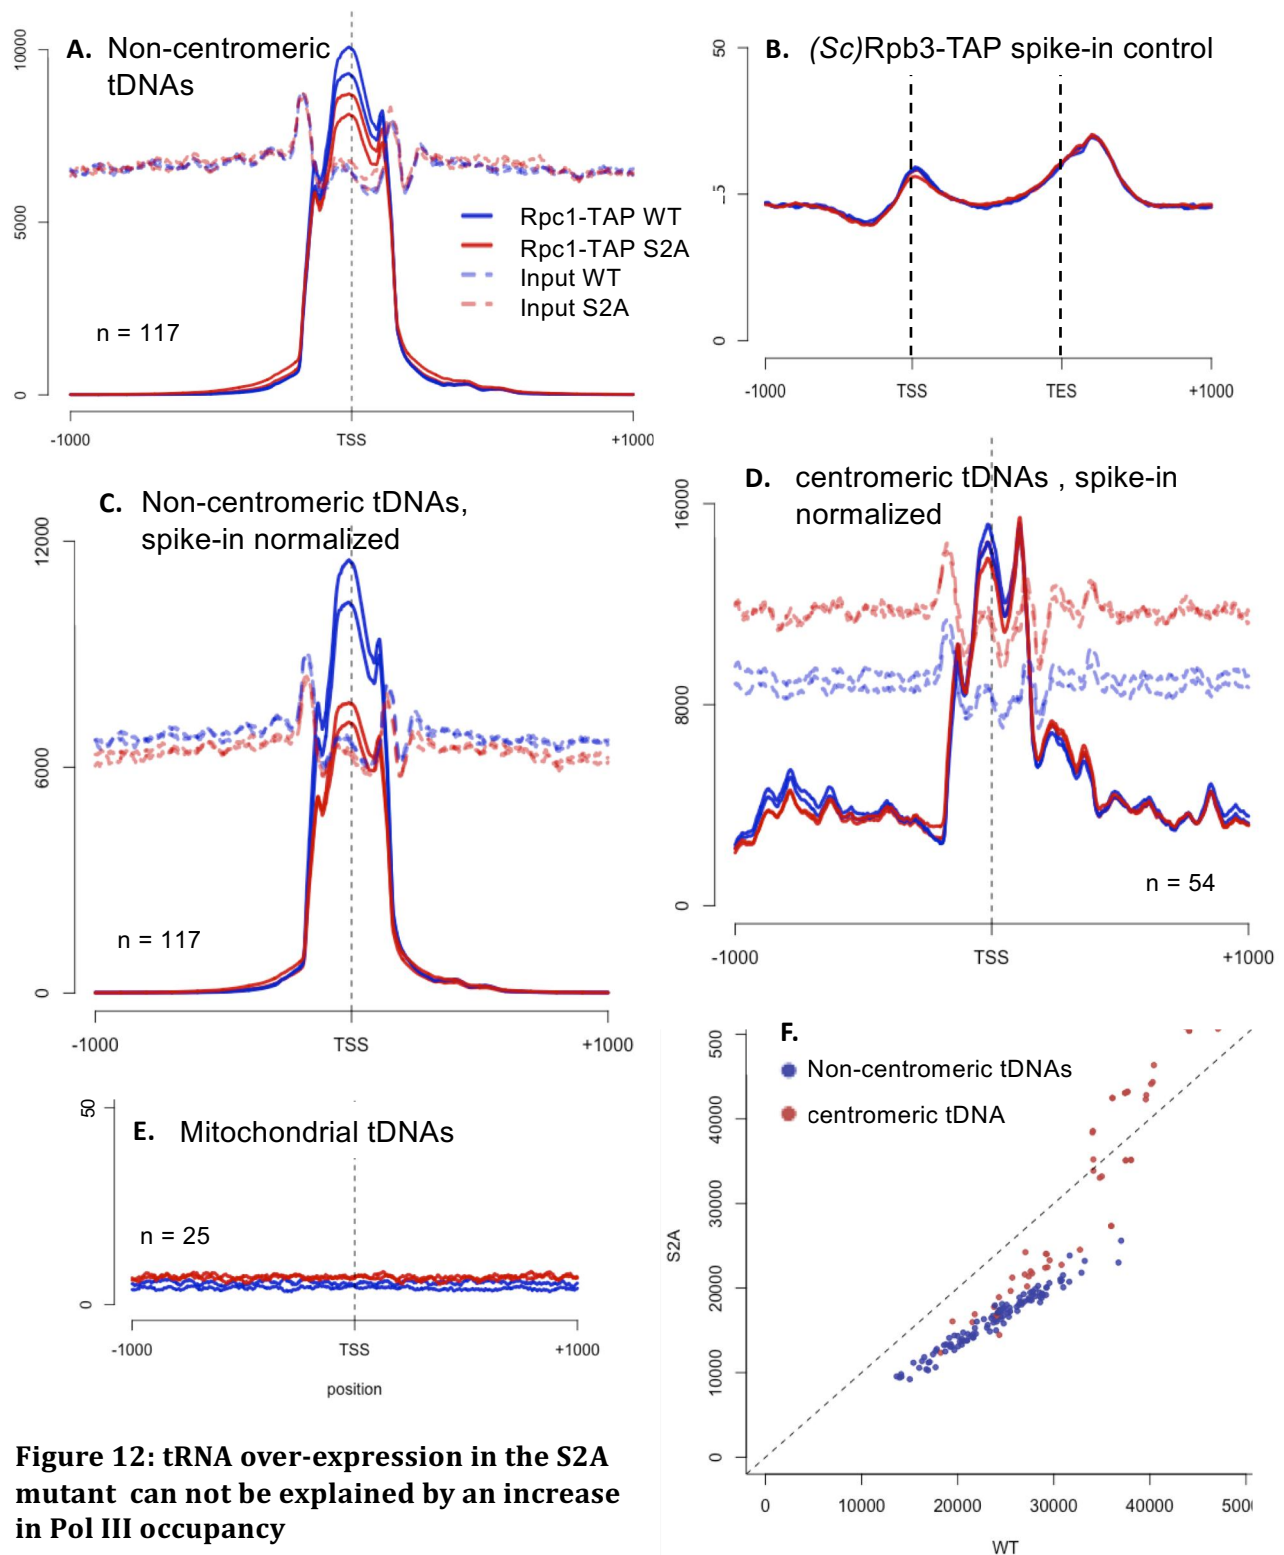 A. Non-centromeric
tDNAs
10000
5000
0
Rpc1-TAP WT
Rpc1-TAP S2A
Input WT
Input S2A
n = 117
-1000
TSS
+1000
B. (Sc)Rpb3-TAP spike-in control
50
0
-1000
TSS
TES
+1000
C. Non-centromeric tDNAs,
spike-in normalized
12000
6000
0
n = 117
-1000
TSS
+1000
D. centromeric tDNAs , spike-in
normalized
16000
8000
0
n = 54
-1000
TSS
+1000
E. Mitochondrial tDNAs
50
0
n = 25
-1000
TSS
+1000
position
F.
Non-centromeric tDNAs
centromeric tDNA
500
40000
30000
20000
10000
0
S2A
0
10000
20000
30000
40000
500
WT
Figure 12: tRNA over-expression in the S2A
mutant can not be explained by an increase
in Pol III occupancy